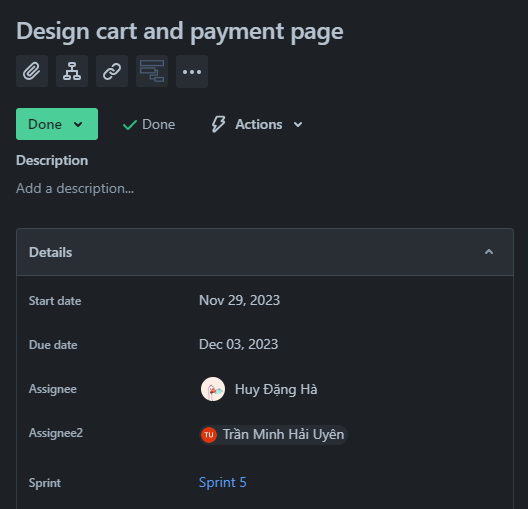 Design cart and payment page
Done
Done
Actions
Description
Add a description...
Details
Start date
Nov 29, 2023
Due date
Dec 03, 2023
Assignee
Huy Đặng Hà
Assignee2
TU
Trần Minh Hải Uyên
Sprint
Sprint 5